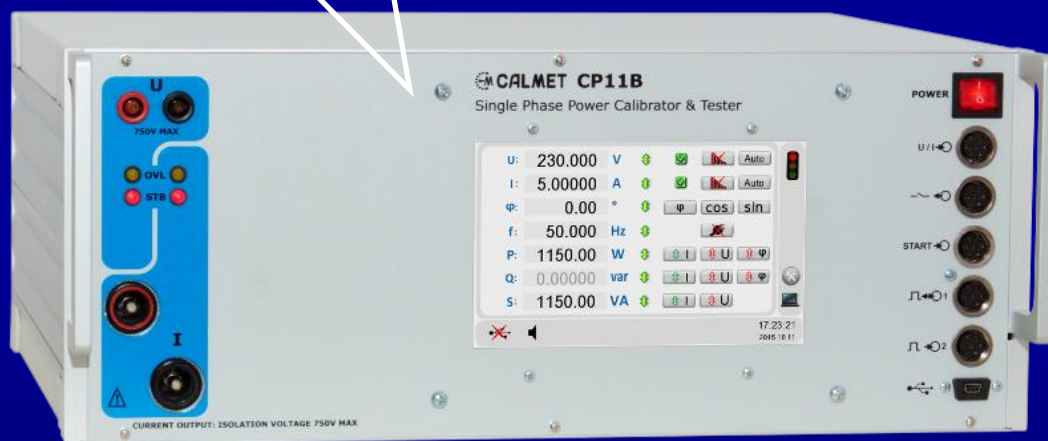 CALMET CP11B
Single Phase Power Calibrator & Tester
U
750V MAX
OVL
STB
I
CURRENT OUTPUT: ISOLATION VOLTAGE 750V MAX
U: 230.000 V Auto
I: 5.00000 A Auto
φ: 0.00 ° φ cos sin
f: 50.000 Hz
P: 1150.00 W I U φ
Q: 0.00000 var I U φ
S: 1150.00 VA I U
17:23:21
POWER
U/I
START
1
2